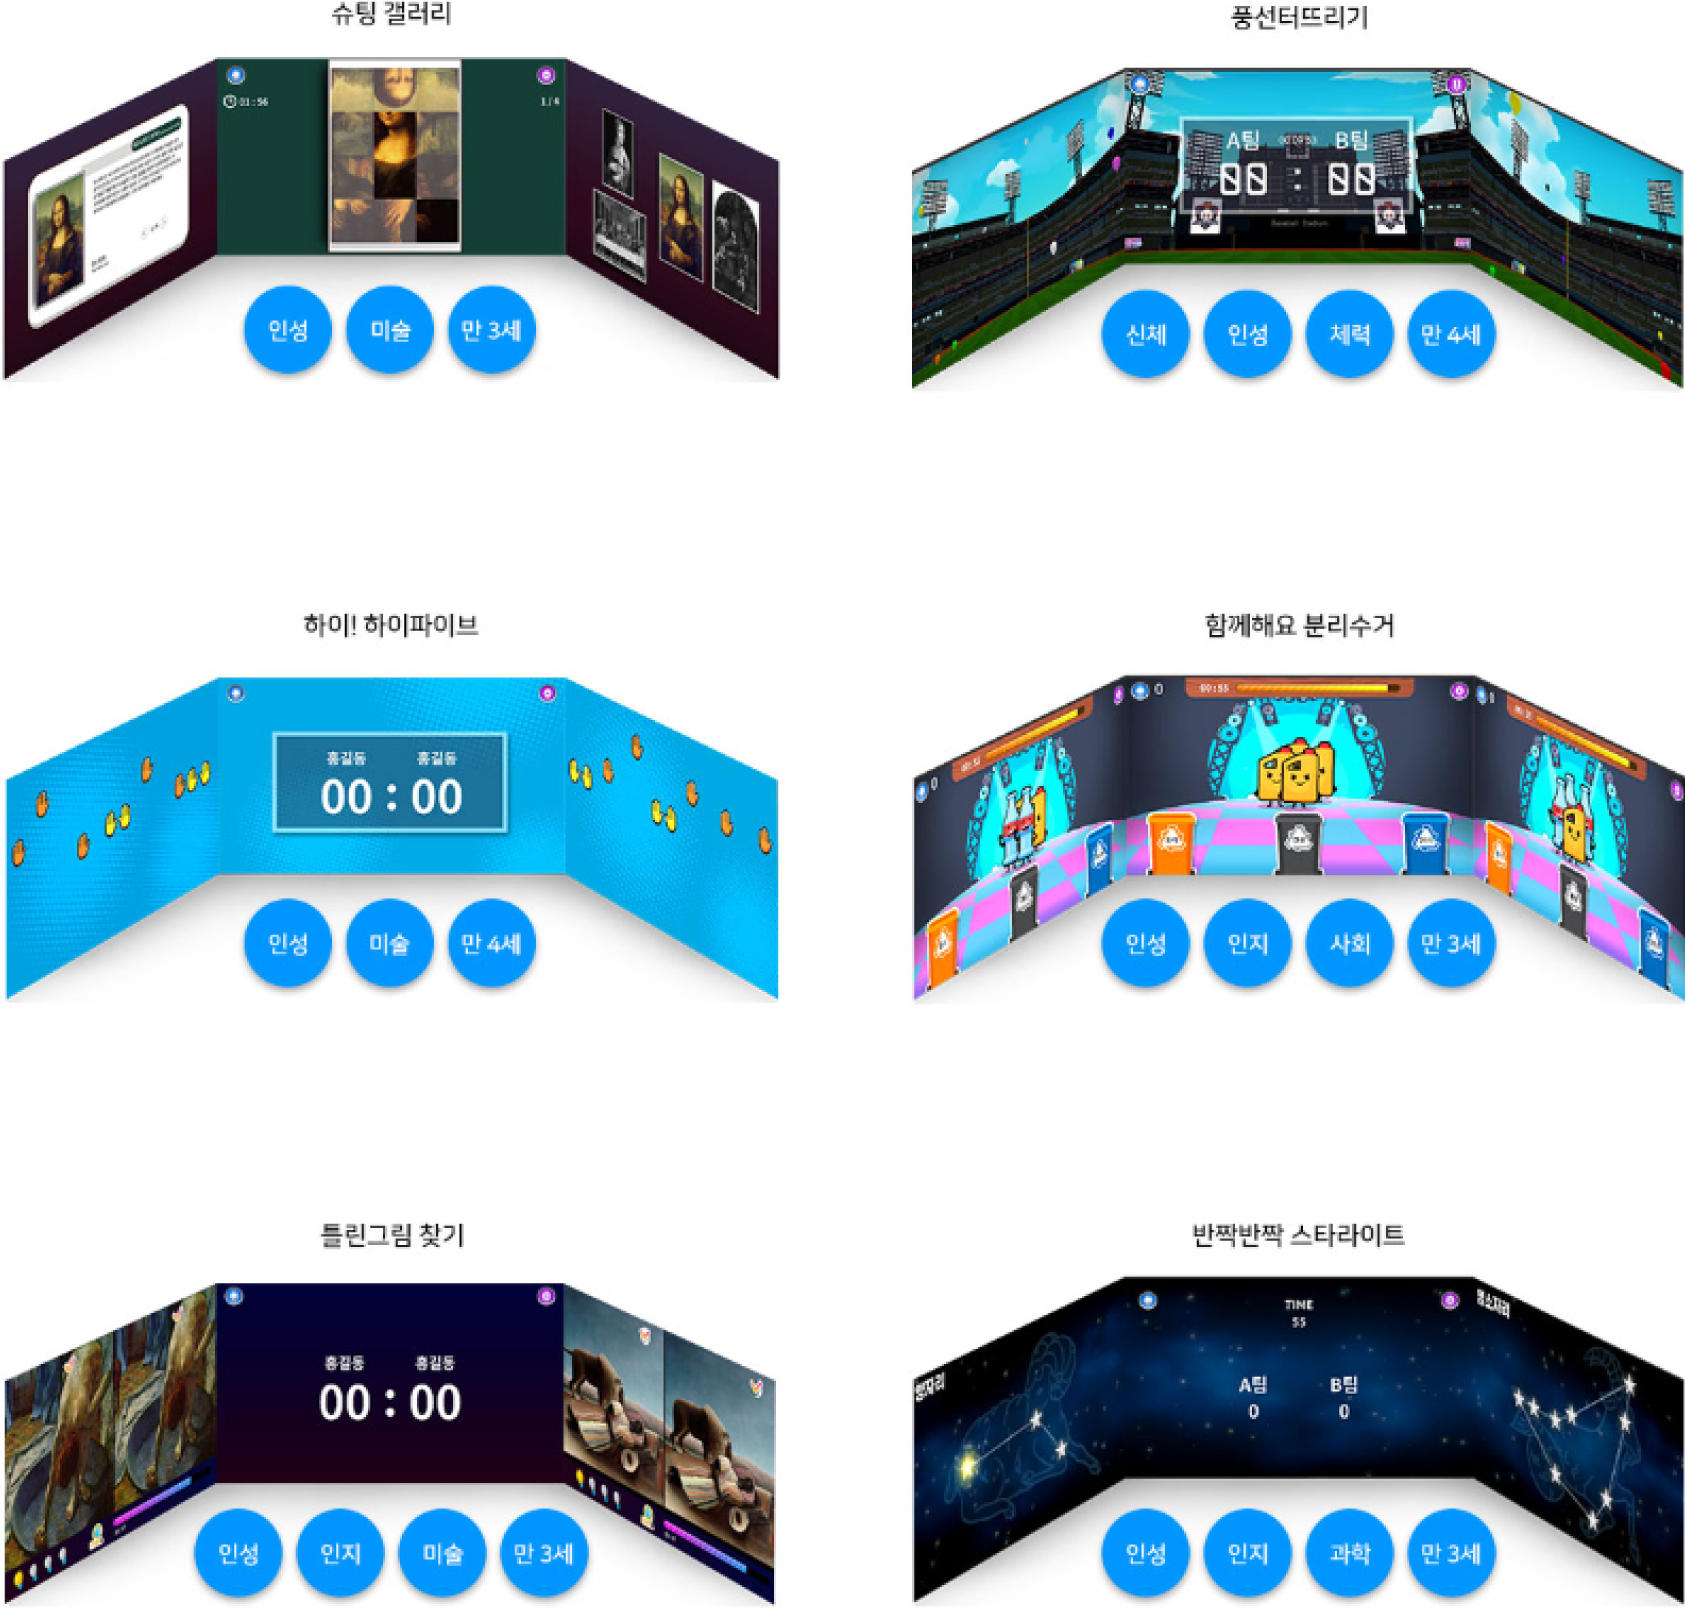 슈팅 갤러리
01 : 56
1 / 4
인성
미술
만 3세
풍선터뜨리기
A팀
B팀
00 : 00
Baseball Stadium
신체
인성
체력
만 4세
하이! 하이파이브
홍길동
홍길동
00 : 00
인성
미술
만 4세
함께해요 분리수거
0
00:55
0
인성
인지
사회
만 3세
틀린그림 찾기
홍길동
홍길동
00 : 00
인성
인지
미술
만 3세
반짝반짝 스타라이트
TIME
55
A팀
B팀
0
0
인성
인지
과학
만 3세